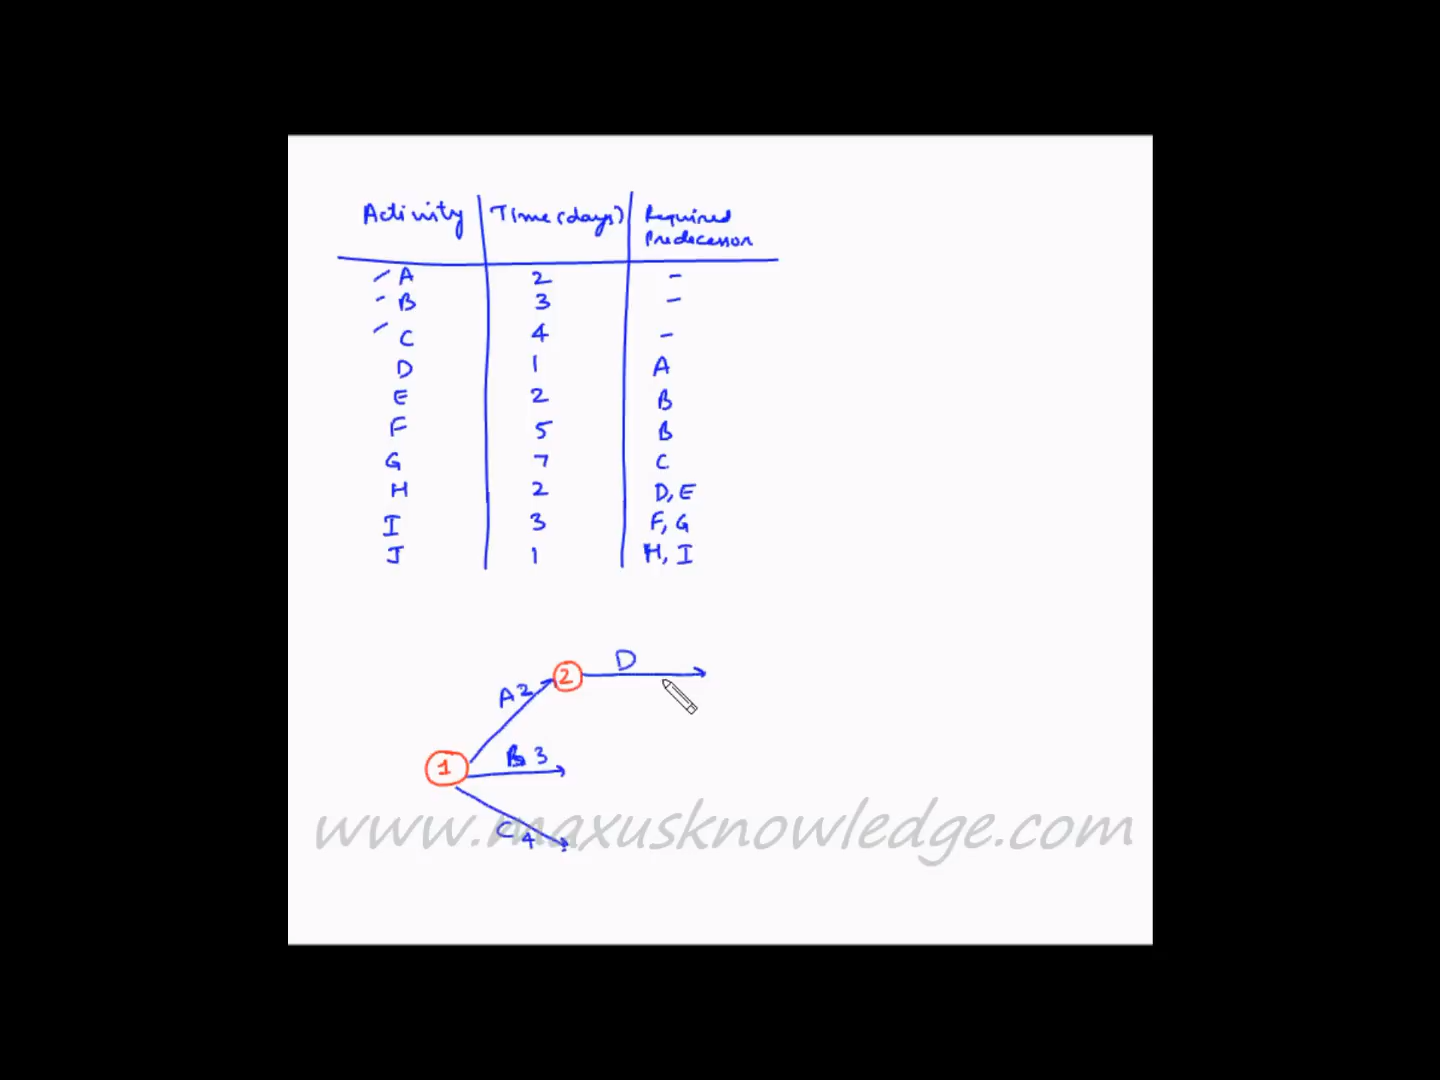 Activity Time (days) Required
Predecessor
A 2 -
B 3 -
C 4 -
D 1 A
E 2 B
F 5 B
G 7 C
H 2 D, E
I 3 F, G
J 1 H, I
2 D
A 2
1 B 3
C 4
www.maxusknowledge.com